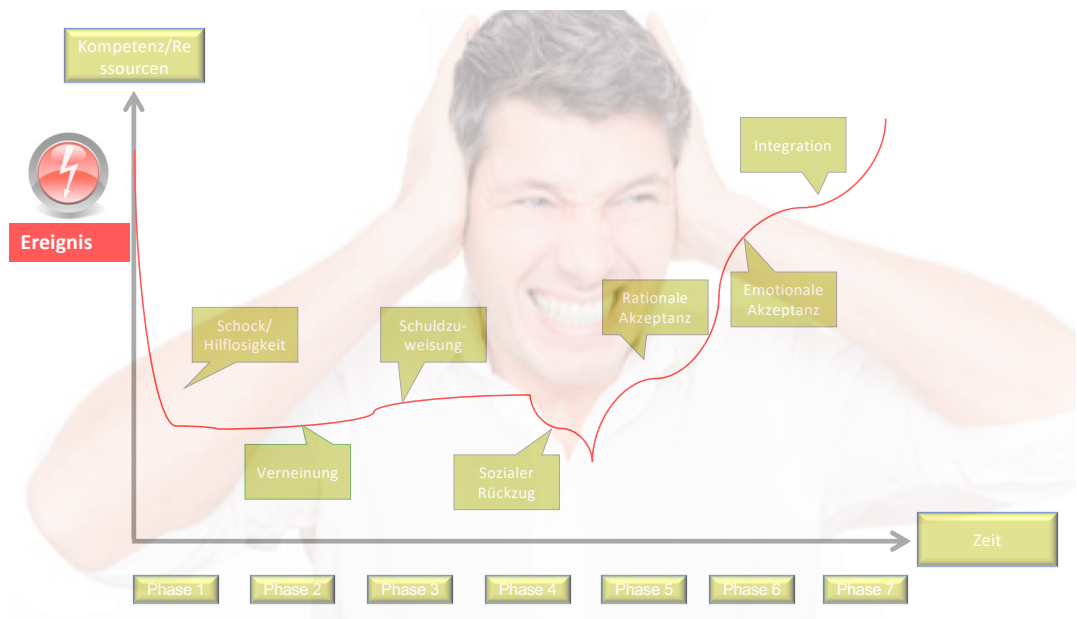 Kompetenz/Re
ssourcen
Ereignis
Integration
Schock/
Hilflosigkeit
Schuldzu-
weisung
Rationale
Akzeptanz
Emotionale
Akzeptanz
Verneinung
Sozialer
Rückzug
Zeit
Phase 1
Phase 2
Phase 3
Phase 4
Phase 5
Phase 6
Phase 7